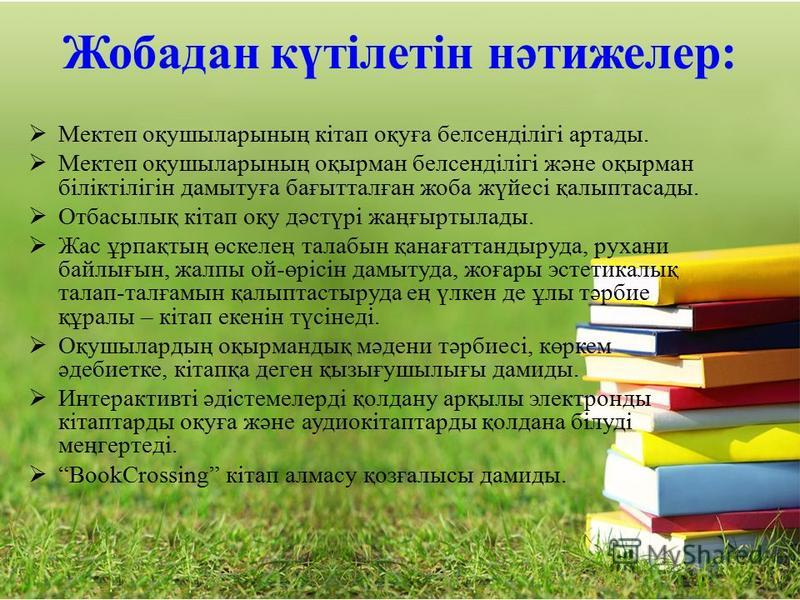 Жобадан күтілетін нәтижелер:
➢ Мектеп оқушыларының кітап оқуға белсенділігі артады.
➢ Мектеп оқушыларының оқырман белсенділігі және оқырман
біліктілігін дамытуға бағытталған жоба жүйесі қалыптасады.
➢ Отбасылық кітап оқу дәстүрі жаңғыртылады.
➢ Жас ұрпақтың өскелең талабын қанағаттандыруда, рухани
байлығын, жалпы ой-өрісін дамытуда, жоғары эстетикалық
талап-талғамын қалыптастыруда ең үлкен де ұлы тәрбие
құралы – кітап екенін түсінеді.
➢ Оқушылардың оқырмандық мәдени тәрбиесі, көркем
әдебиетке, кітапқа деген қызығушылығы дамиды.
➢ Интерактивті әдістемелерді қолдану арқылы электронды
кітаптарды оқуға және аудиокітаптарды қолдана білуді
меңгертеді.
➢ “BookCrossing” кітап алмасу қозғалысы дамиды.
MyShared